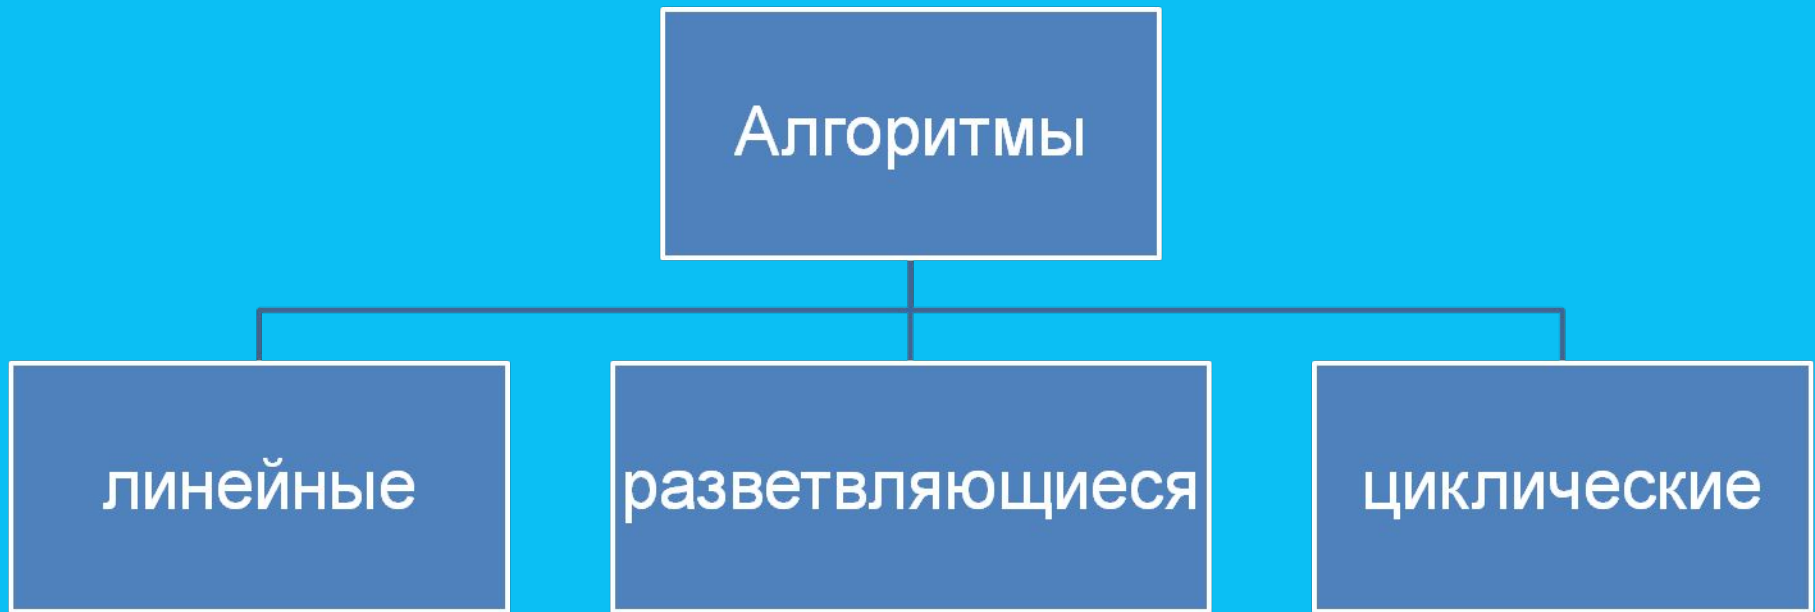 Алгоритмы
линейные
разветвляющиеся
циклические